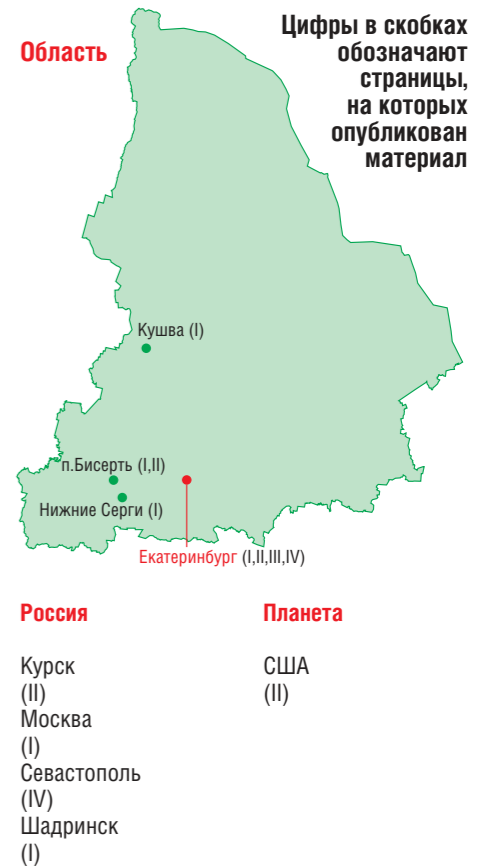 Область
Цифры в скобках
обозначают
страницы,
на которых
опубликован
материал
Кушва (I)
п.Бисерть (I,II)
Нижние Серги (I)
Екатеринбург (I,II,III,IV)
Россия
Курск
(II)
Москва
(I)
Севастополь
(IV)
Шадринск
(I)
Планета
США
(II)